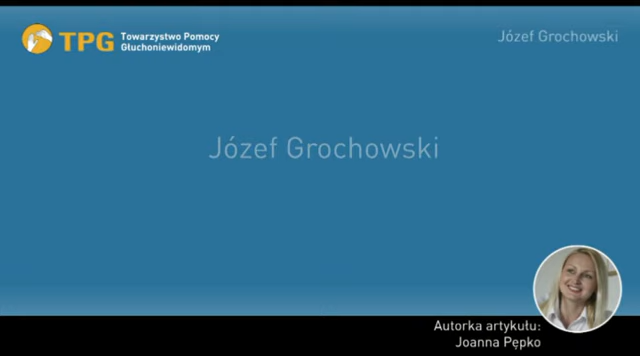 TPG
Towarzystwo Pomocy
Głuchoniewidomym
Józef Grochowski
Józef Grochowski
Autorka artykułu:
Joanna Pępko